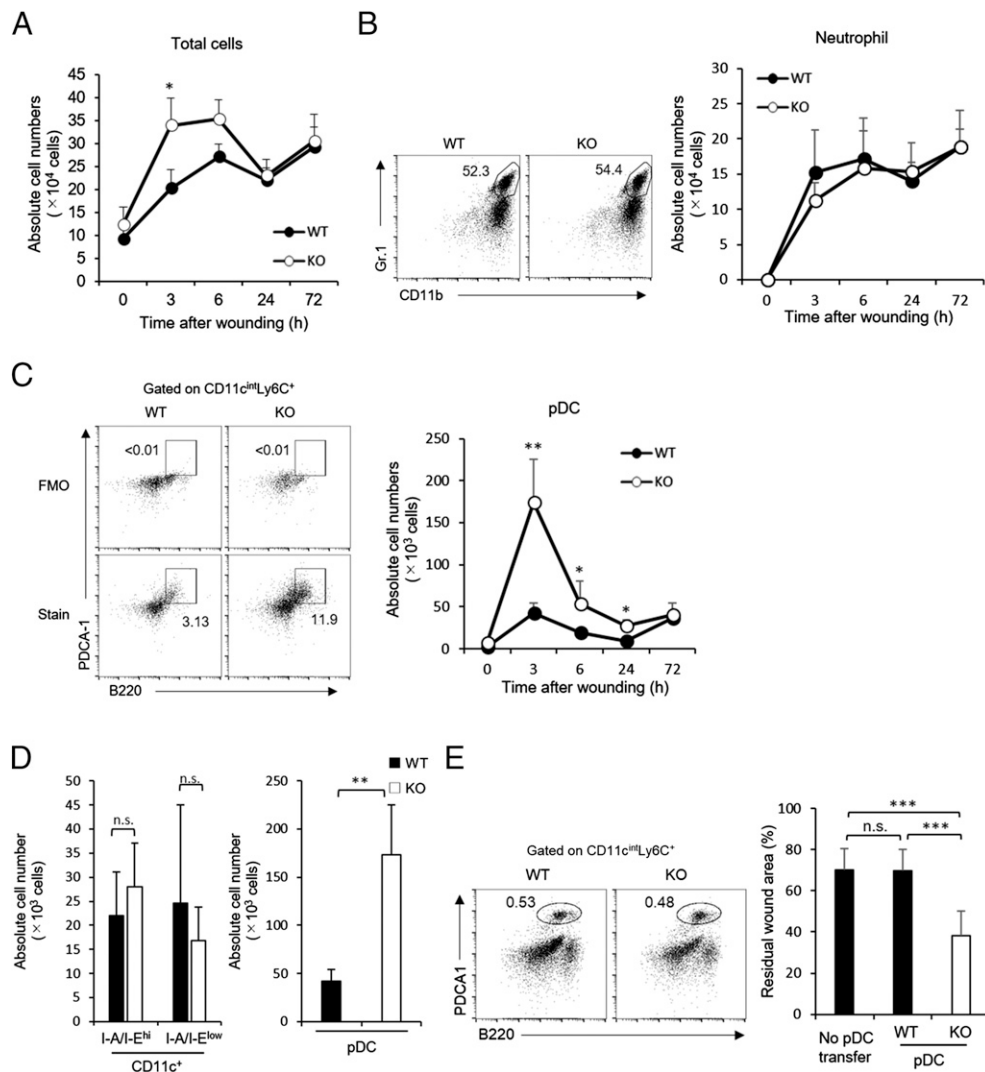 A
Total cells
Absolute cell numbers
(×10⁴ cells)
45
40
35
30
25
20
15
10
5
0
*
WT
KO
0 3 6 24 72
Time after wounding (h)
B
WT KO
52.3 54.4
Gr.1
CD11b
Neutrophil
Absolute cell numbers
(×10⁴ cells)
30
25
20
15
10
5
0
WT
KO
0 3 6 24 72
Time after wounding (h)
C
Gated on CD11cⁱⁿᵗLy6C⁺
WT KO
FMO
<0.01 <0.01
Stain
3.13 11.9
PDCA-1
B220
pDC
Absolute cell numbers
(×10³ cells)
250
200
150
100
50
0
** * *
WT
KO
0 3 6 24 72
Time after wounding (h)
D
Absolute cell number
(×10³ cells)
50
45
40
35
30
25
20
15
10
5
0
n.s. n.s.
I-A/I-Eʰⁱ I-A/I-Eˡᵒʷ
CD11c⁺
Absolute cell number
(×10³ cells)
250
200
150
100
50
0
**
WT
KO
pDC
E
Gated on CD11cⁱⁿᵗLy6C⁺
WT KO
0.53 0.48
PDCA1
B220
Residual wound area (%)
100
80
60
40
20
0
***
n.s. ***
No pDC
transfer
WT KO
pDC